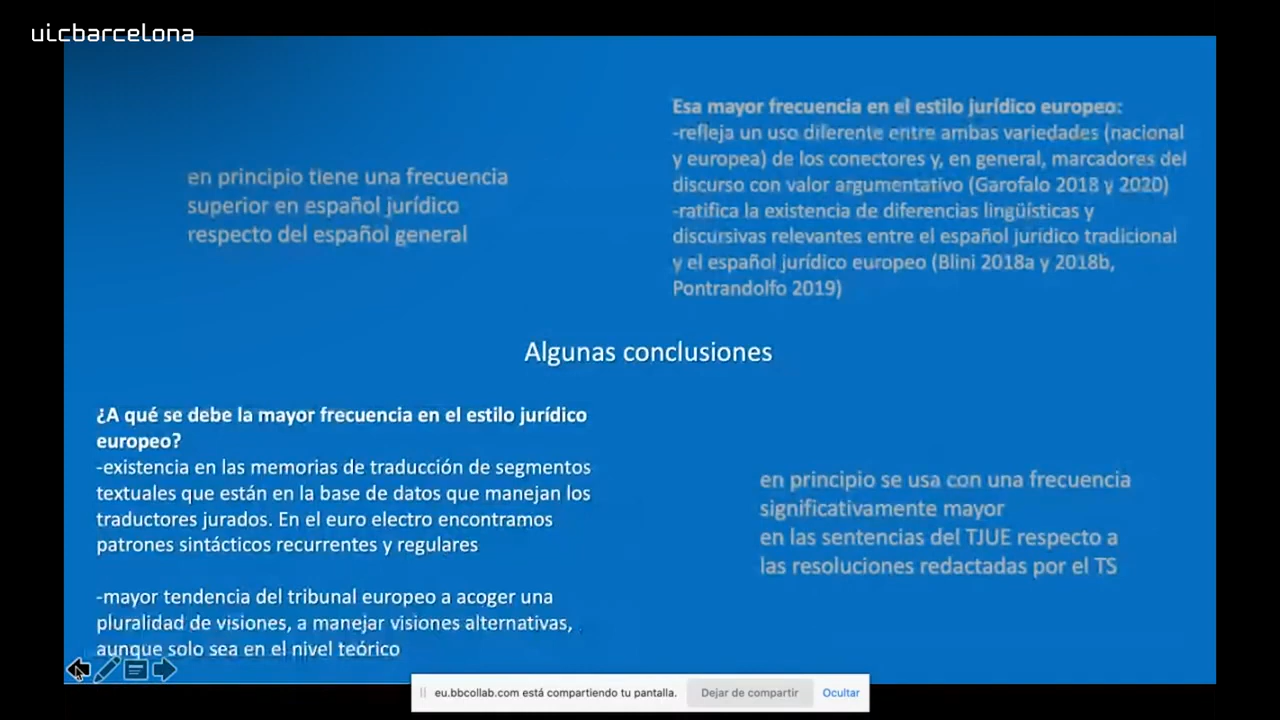 uicbarcelona
en principio tiene una frecuencia
superior en español jurídico
respecto del español general
Esa mayor frecuencia en el estilo jurídico europeo:
-refleja un uso diferente entre ambas variedades (nacional
y europea) de los conectores y, en general, marcadores del
discurso con valor argumentativo (Garofalo 2018 y 2020)
-ratifica la existencia de diferencias lingüísticas y
discursivas relevantes entre el español jurídico tradicional
y el español jurídico europeo (Blini 2018a y 2018b,
Pontrandolfo 2019)
Algunas conclusiones
¿A qué se debe la mayor frecuencia en el estilo jurídico
europeo?
-existencia en las memorias de traducción de segmentos
textuales que están en la base de datos que manejan los
traductores jurados. En el euro electro encontramos
patrones sintácticos recurrentes y regulares
-mayor tendencia del tribunal europeo a acoger una
pluralidad de visiones, a manejar visiones alternativas,
aunque solo sea en el nivel teórico
en principio se usa con una frecuencia
significativamente mayor
en las sentencias del TJUE respecto a
las resoluciones redactadas por el TS
eu.bbcollab.com está compartiendo tu pantalla. Dejar de compartir Ocultar